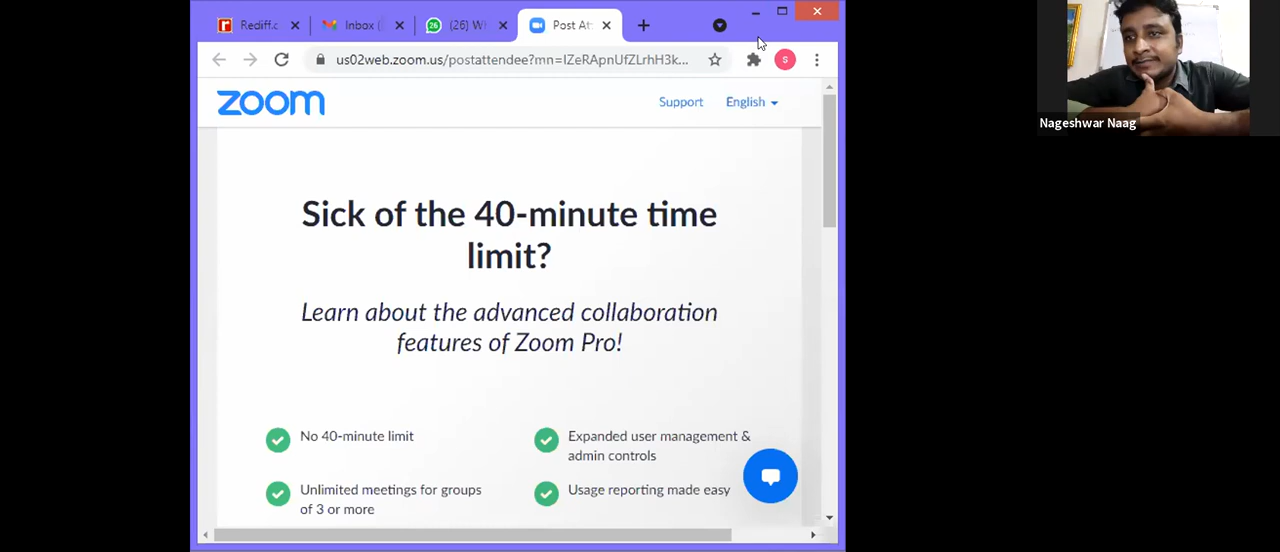 Rediff.c
Inbox (
(26) Wh
Post At
us02web.zoom.us/postattendee?mn=IZeRApnUfZLrhH3k...
S
zoom
Support
English
Sick of the 40-minute time
limit?
Learn about the advanced collaboration
features of Zoom Pro!
No 40-minute limit
Expanded user management &
admin controls
Unlimited meetings for groups
of 3 or more
Usage reporting made easy
Nageshwar Naag